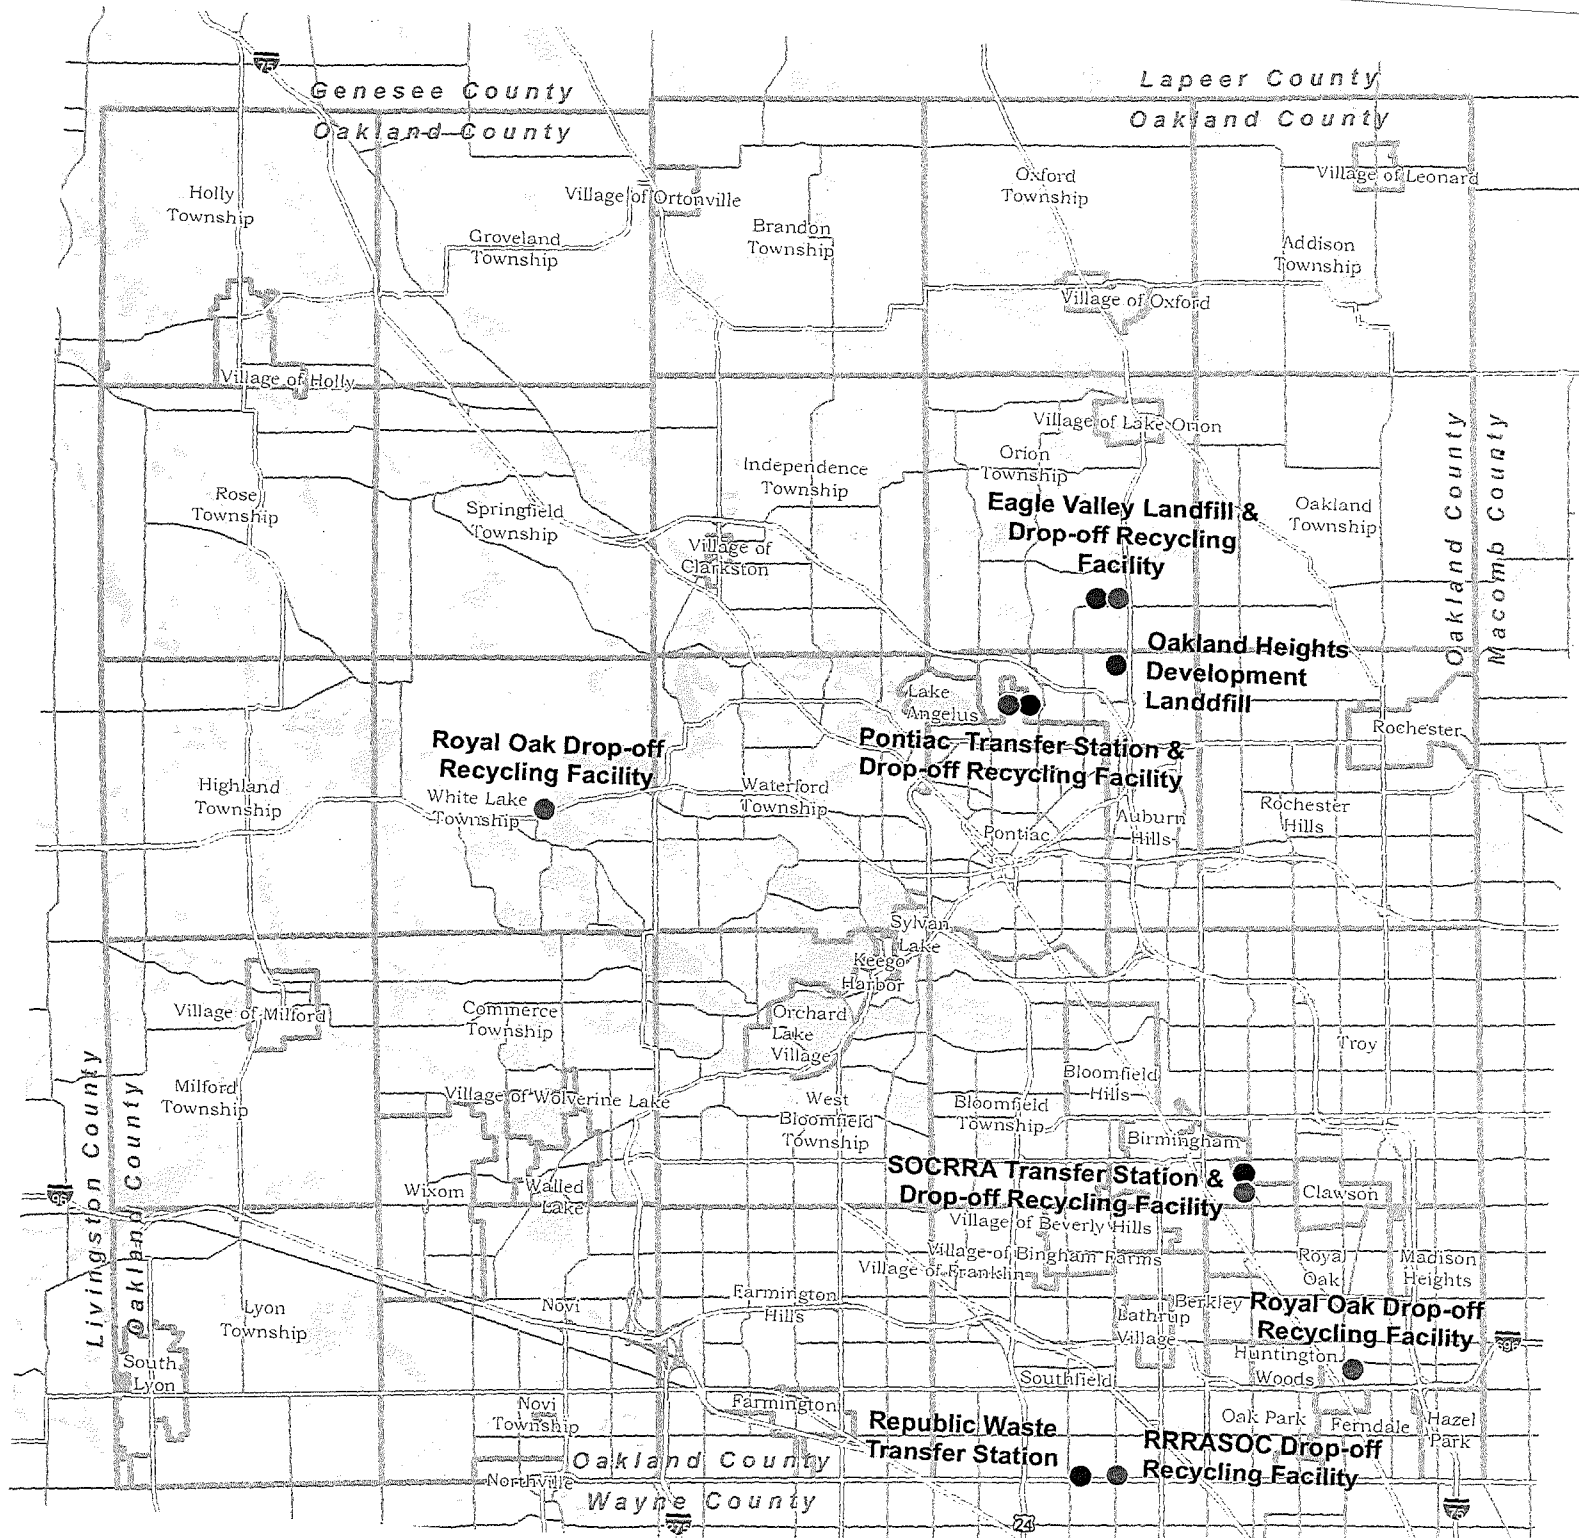 75
Genesee County
Oakland County
Lapeer County
Oakland County
Holly
Township
Village of Ortonville
Oxford
Township
Village of Leonard
Groveland
Township
Brandon
Township
Addison
Township
Village of Oxford
Village of Holly
Village of Lake Orion
Orion
Township
Independence
Township
Rose
Township
Springfield
Township
Village of
Clarkston
Eagle Valley Landfill &
Drop-off Recycling
Facility
Oakland
Township
Oakland County
Macomb County
Oakland Heights
Development
Landdfill
Lake
Angelus
Rochester
Royal Oak Drop-off
Recycling Facility
Pontiac Transfer Station &
Drop-off Recycling Facility
Highland
Township
White Lake
Township
Waterford
Township
Pontiac
Auburn
Hills
Rochester
Hills
Sylvan
Lake
Keego
Harbor
Village of Milford
Commerce
Township
Orchard
Lake
Village
Troy
Milford
Township
Village of Wolverine Lake
West
Bloomfield
Township
Bloomfield
Township
Bloomfield
Hills
Birmingham
Livingston County
Oakland County
96
Wixom
Walled
Lake
SOCRRA Transfer Station &
Drop-off Recycling Facility
Clawson
Village of Beverly Hills
Village of Bingham Farms
Village of Franklin
Royal
Oak
Madison
Heights
Lyon
Township
Novi
Farmington
Hills
Lathrup
Village
Berkley
Royal Oak Drop-off
Recycling Facility
696
South
Lyon
Huntington
Woods
Southfield
Novi
Township
Farmington
Oak Park
Ferndale
Hazel
Park
Republic Waste
Transfer Station
RRRASOC Drop-off
Recycling Facility
Northville
Oakland County
Wayne County
24
75